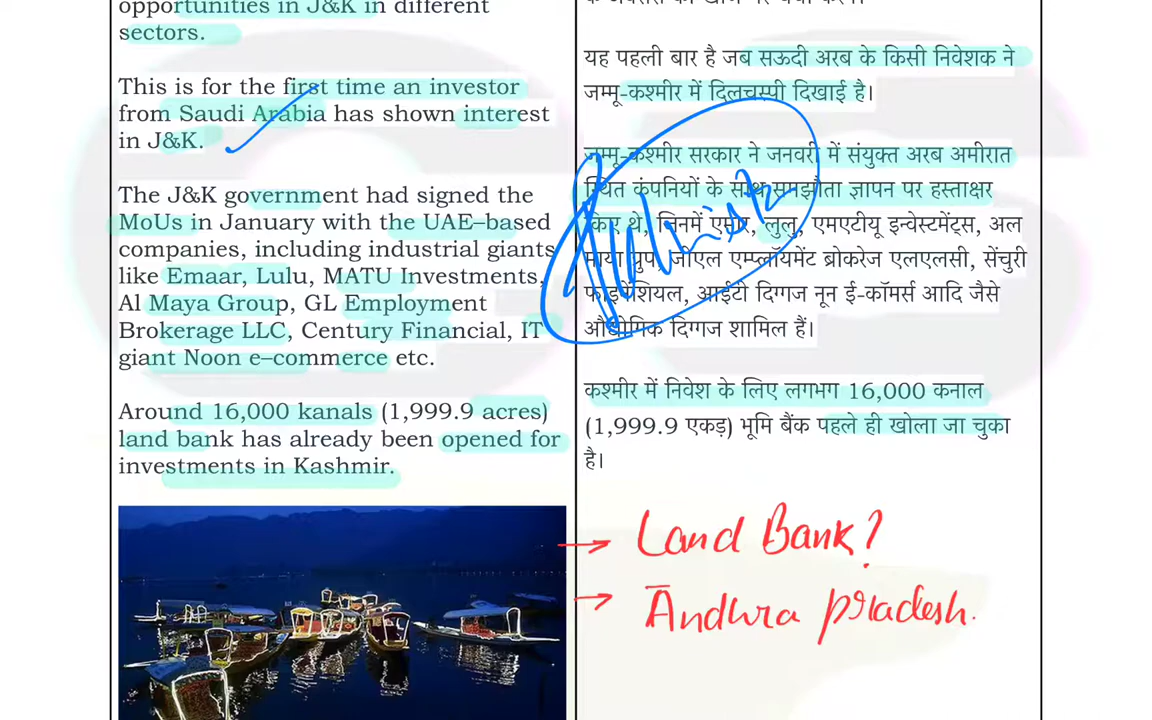 opportunities in J&K in different
sectors.
This is for the first time an investor
from Saudi Arabia has shown interest
in J&K.
The J&K government had signed the
MoUs in January with the UAE–based
companies, including industrial giants
like Emaar, Lulu, MATU Investments,
Al Maya Group, GL Employment
Brokerage LLC, Century Financial, IT
giant Noon e–commerce etc.
Around 16,000 kanals (1,999.9 acres)
land bank has already been opened for
investments in Kashmir.
यह पहली बार है जब सऊदी अरब के किसी निवेशक ने
जम्मू-कश्मीर में दिलचस्पी दिखाई है।
जम्मू-कश्मीर सरकार ने जनवरी में संयुक्त अरब अमीरात
स्थित कंपनियों के साथ समझौता ज्ञापन पर हस्ताक्षर
किए थे, जिनमें एमार, लुलु, एमएटीयू इन्वेस्टमेंट्स, अल
माया ग्रुप, जीएल एम्प्लॉयमेंट ब्रोकरेज एलएलसी, सेंचुरी
फाइनेंशियल, आईटी दिग्गज नून ई-कॉमर्स आदि जैसे
औद्योगिक दिग्गज शामिल हैं।
कश्मीर में निवेश के लिए लगभग 16,000 कनाल
(1,999.9 एकड़) भूमि बैंक पहले ही खोला जा चुका
है।
Land Bank?
Andhra pradesh.